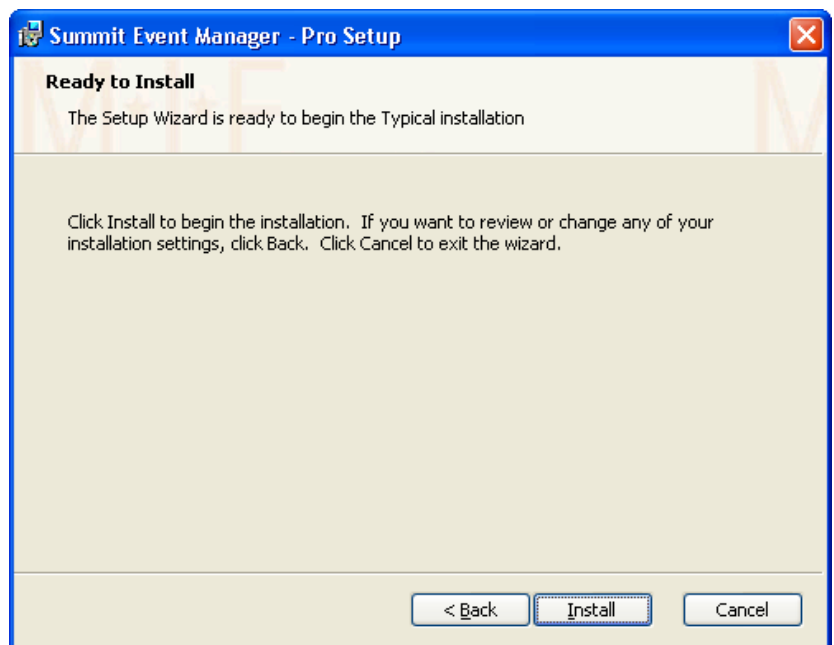 Summit Event Manager - Pro Setup
Ready to Install
The Setup Wizard is ready to begin the Typical installation
Click Install to begin the installation.  If you want to review or change any of your
installation settings, click Back.  Click Cancel to exit the wizard.
< Back
Install
Cancel